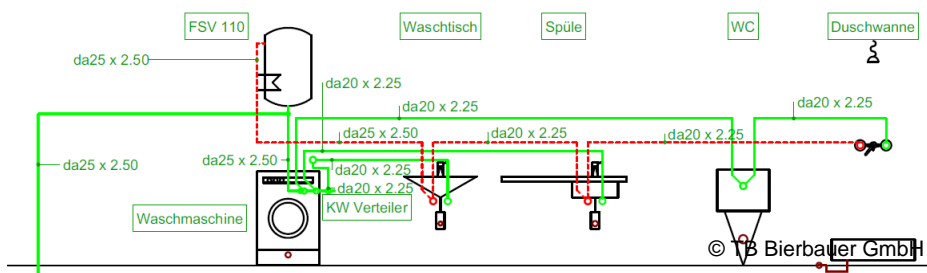 FSV 110
Waschtisch
Spüle
WC
Duschwanne
da25 x 2.50
da20 x 2.25
da20 x 2.25
da20 x 2.25
da25 x 2.50
da20 x 2.25
da20 x 2.25
da25 x 2.50
da25 x 2.50
da20 x 2.25
da20 x 2.25
KW Verteiler
Waschmaschine
© TB Bierbauer GmbH